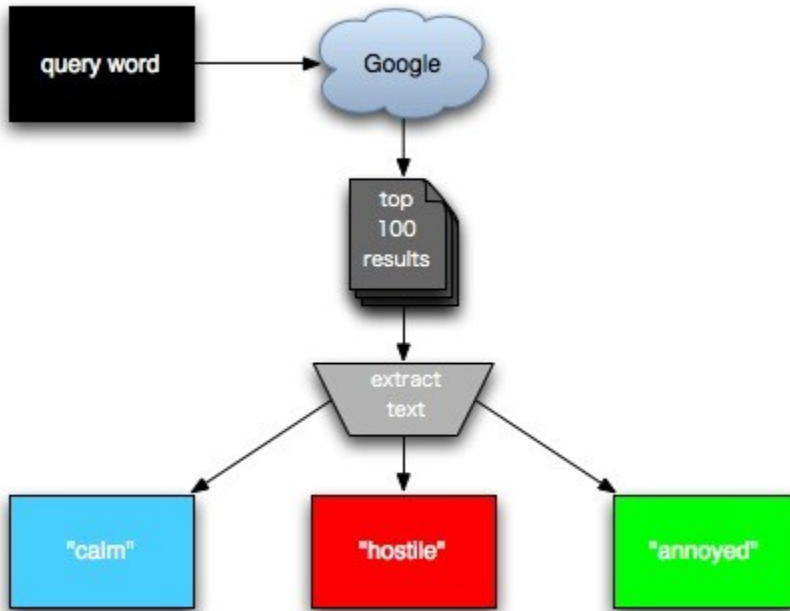 query word
Google
top
100
results
extract
text
"calm"
"hostile"
"annoyed"